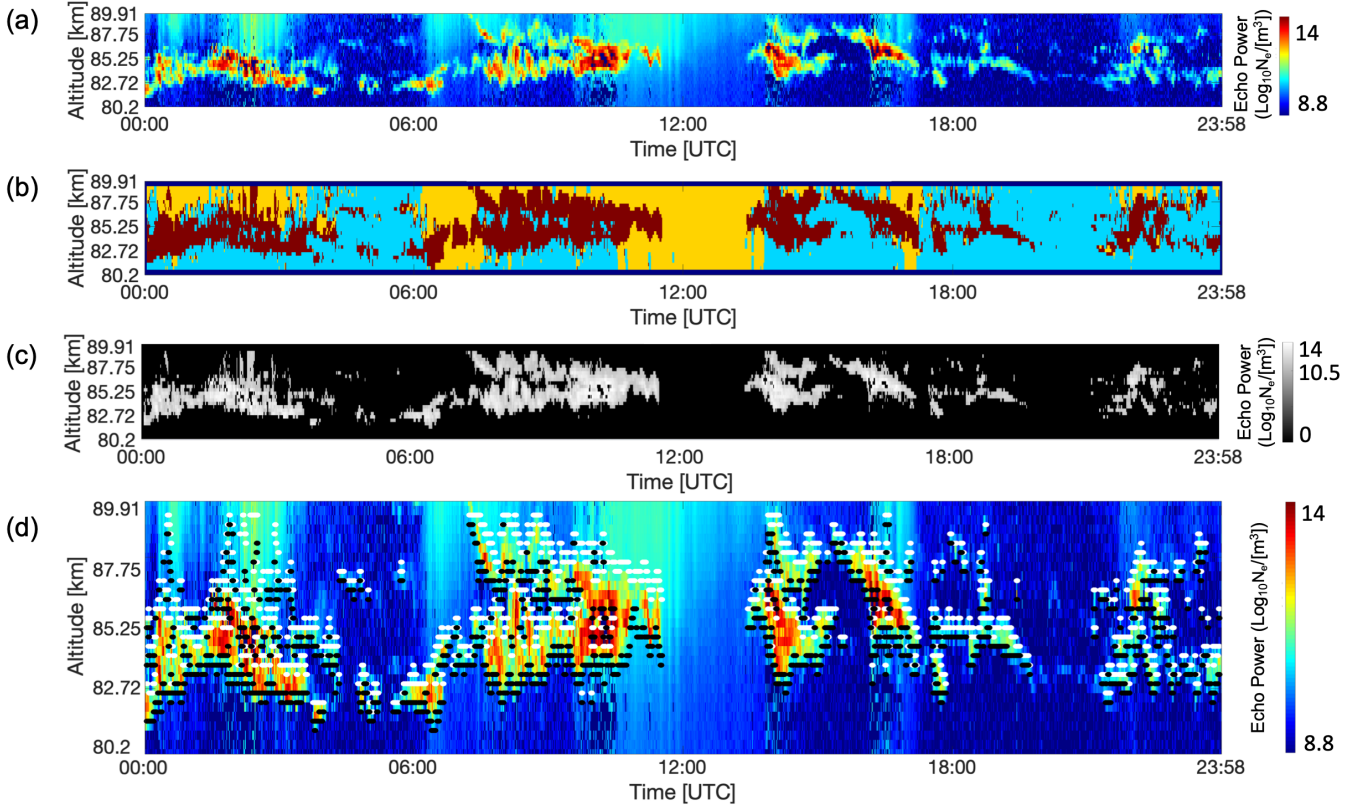 (a)
Altitude [km]
89.91
87.75
85.25
82.72
80.2
00:00
06:00
12:00
18:00
23:58
Time [UTC]
Echo Power
(Log₁₀Nₑ/[m³])
14
8.8
(b)
Altitude [km]
89.91
87.75
85.25
82.72
80.2
00:00
06:00
12:00
18:00
23:58
Time [UTC]
(c)
Altitude [km]
89.91
87.75
85.25
82.72
80.2
00:00
06:00
12:00
18:00
23:58
Time [UTC]
Echo Power
(Log₁₀Nₑ/[m³])
14
10.5
0
(d)
Altitude [km]
89.91
87.75
85.25
82.72
80.2
00:00
06:00
12:00
18:00
23:58
Time [UTC]
Echo Power (Log₁₀Nₑ/[m³])
14
8.8